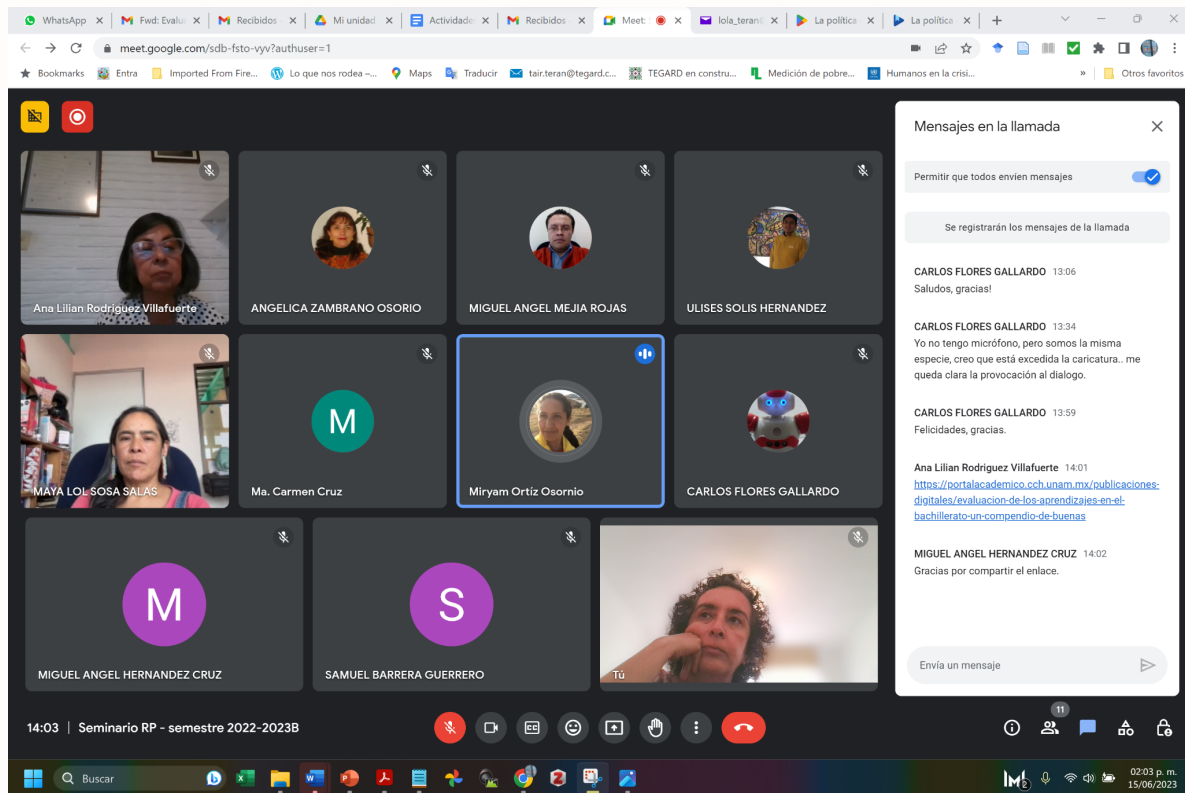 WhatsApp
Fwd: Evalu
Recibidos -
Mi unidad
Actividade
Recibidos -
Meet:
lola_teran@
La política
La política
meet.google.com/sdb-fsto-vyv?authuser=1
Bookmarks Entra Imported From Fire... Lo que nos rodea –... Maps Traducir tair.teran@tegard.c... TEGARD en constru... Medición de pobre... Humanos en la crisi... » Otros favoritos
Ana Lilian Rodriguez Villafuerte
ANGELICA ZAMBRANO OSORIO
MIGUEL ANGEL MEJIA ROJAS
ULISES SOLIS HERNANDEZ
MAYA LOL SOSA SALAS
M
Ma. Carmen Cruz
Miryam Ortíz Osornio
CARLOS FLORES GALLARDO
M
MIGUEL ANGEL HERNANDEZ CRUZ
S
SAMUEL BARRERA GUERRERO
Tú
Mensajes en la llamada
Permitir que todos envíen mensajes
Se registrarán los mensajes de la llamada
CARLOS FLORES GALLARDO 13:06
Saludos, gracias!
CARLOS FLORES GALLARDO 13:34
Yo no tengo micrófono, pero somos la misma
especie, creo que está excedida la caricatura.. me
queda clara la provocación al dialogo.
CARLOS FLORES GALLARDO 13:59
Felicidades, gracias.
Ana Lilian Rodriguez Villafuerte 14:01
https://portalacademico.cch.unam.mx/publicaciones-
digitales/evaluacion-de-los-aprendizajes-en-el-
bachillerato-un-compendio-de-buenas
MIGUEL ANGEL HERNANDEZ CRUZ 14:02
Gracias por compartir el enlace.
Envía un mensaje
14:03 | Seminario RP - semestre 2022-2023B
11
Buscar
02:03 p. m.
15/06/2023